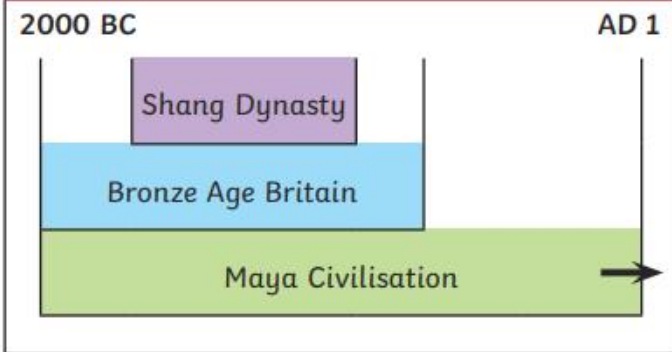 2000 BC AD 1
Shang Dynasty
Bronze Age Britain
Maya Civilisation